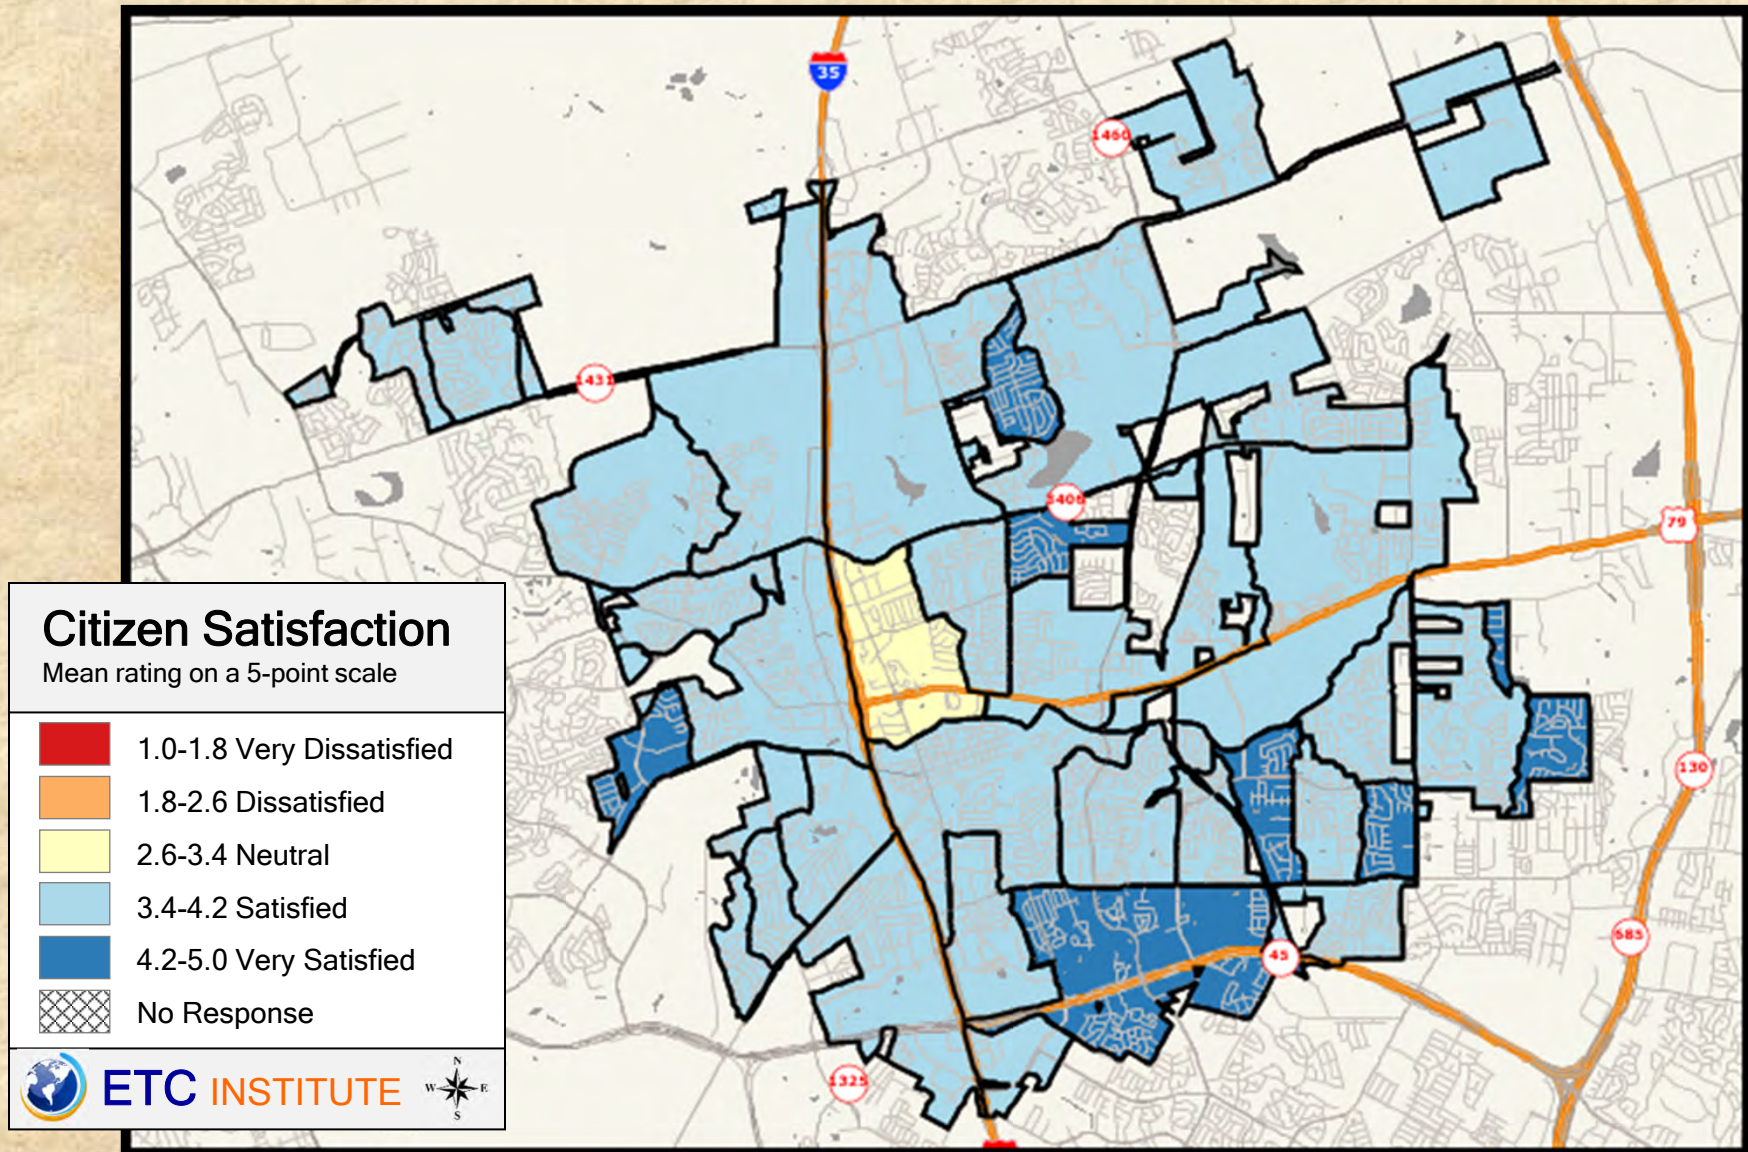 35
1460
1431
3406
79
Citizen Satisfaction
Mean rating on a 5-point scale
1.0-1.8 Very Dissatisfied
1.8-2.6 Dissatisfied
2.6-3.4 Neutral
3.4-4.2 Satisfied
4.2-5.0 Very Satisfied
No Response
130
685
45
1325
ETC INSTITUTE
N
W E
S